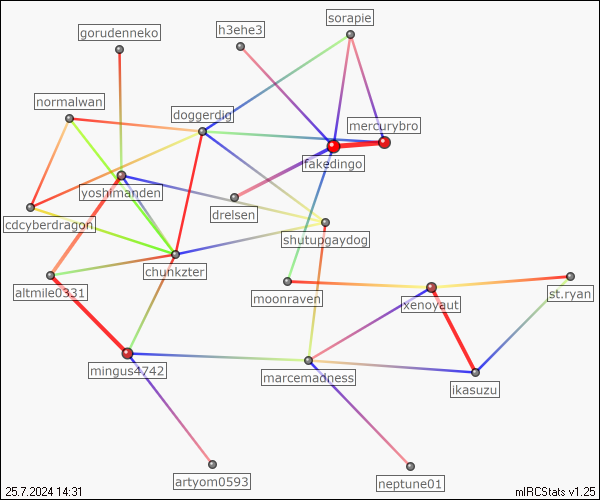 sorapie
h3ehe3
gorudenneko
normalwan
doggerdig
mercurybro
fakedingo
yoshimanden
drelsen
cdcyberdragon
shutupgaydog
chunkzter
altmile0331
moonraven
st.ryan
xenoyaut
mingus4742
marcemadness
ikasuzu
artyom0593
neptune01
25.7.2024 14:31
mIRCStats v1.25